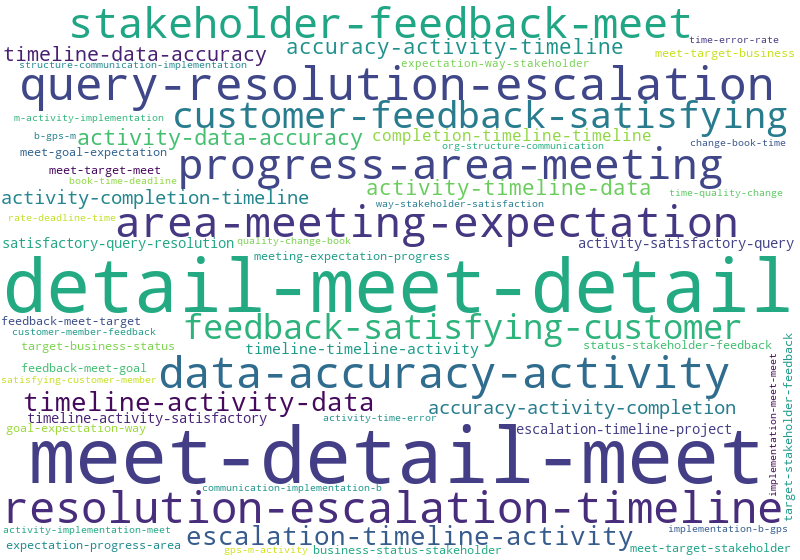 stakeholder-feedback-meet
time-error-rate
timeline-data-accuracy
accuracy-activity-timeline
meet-target-business
structure-communication-implementation
expectation-way-stakeholder
query-resolution-escalation
customer-feedback-satisfying
m-activity-implementation
b-gps-m
activity-data-accuracy
completion-timeline-timeline
change-book-time
org-structure-communication
meet-goal-expectation
progress-area-meeting
meet-target-meet
book-time-deadline
activity-timeline-data
time-quality-change
activity-completion-timeline
way-stakeholder-satisfaction
rate-deadline-time
area-meeting-expectation
satisfactory-query-resolution
quality-change-book
activity-satisfactory-query
meeting-expectation-progress
detail-meet-detail
feedback-meet-target
customer-member-feedback
feedback-satisfying-customer
target-business-status
timeline-timeline-activity
status-stakeholder-feedback
feedback-meet-goal
satisfying-customer-member
data-accuracy-activity
timeline-activity-data
accuracy-activity-completion
timeline-activity-satisfactory
activity-time-error
goal-expectation-way
escalation-timeline-project
implementation-meet-meet
target-stakeholder-feedback
meet-detail-meet
communication-implementation-b
resolution-escalation-timeline
activity-implementation-meet
escalation-timeline-activity
implementation-b-gps
expectation-progress-area
gps-m-activity
business-status-stakeholder
meet-target-stakeholder